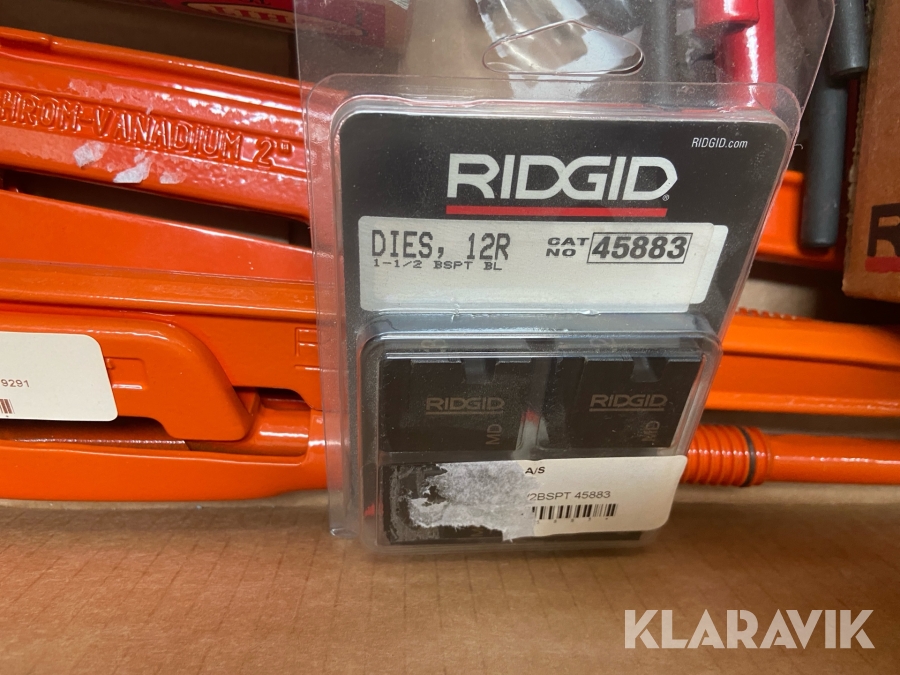 CHROM-VANADIUM 2"
RIDGID.com
RIDGID
DIES, 12R
CAT NO 45883
1-1/2 BSPT BL
9291
RIDGID
RIDGID
MD
MD
A/S
2BSPT 45883
KLARAVIK